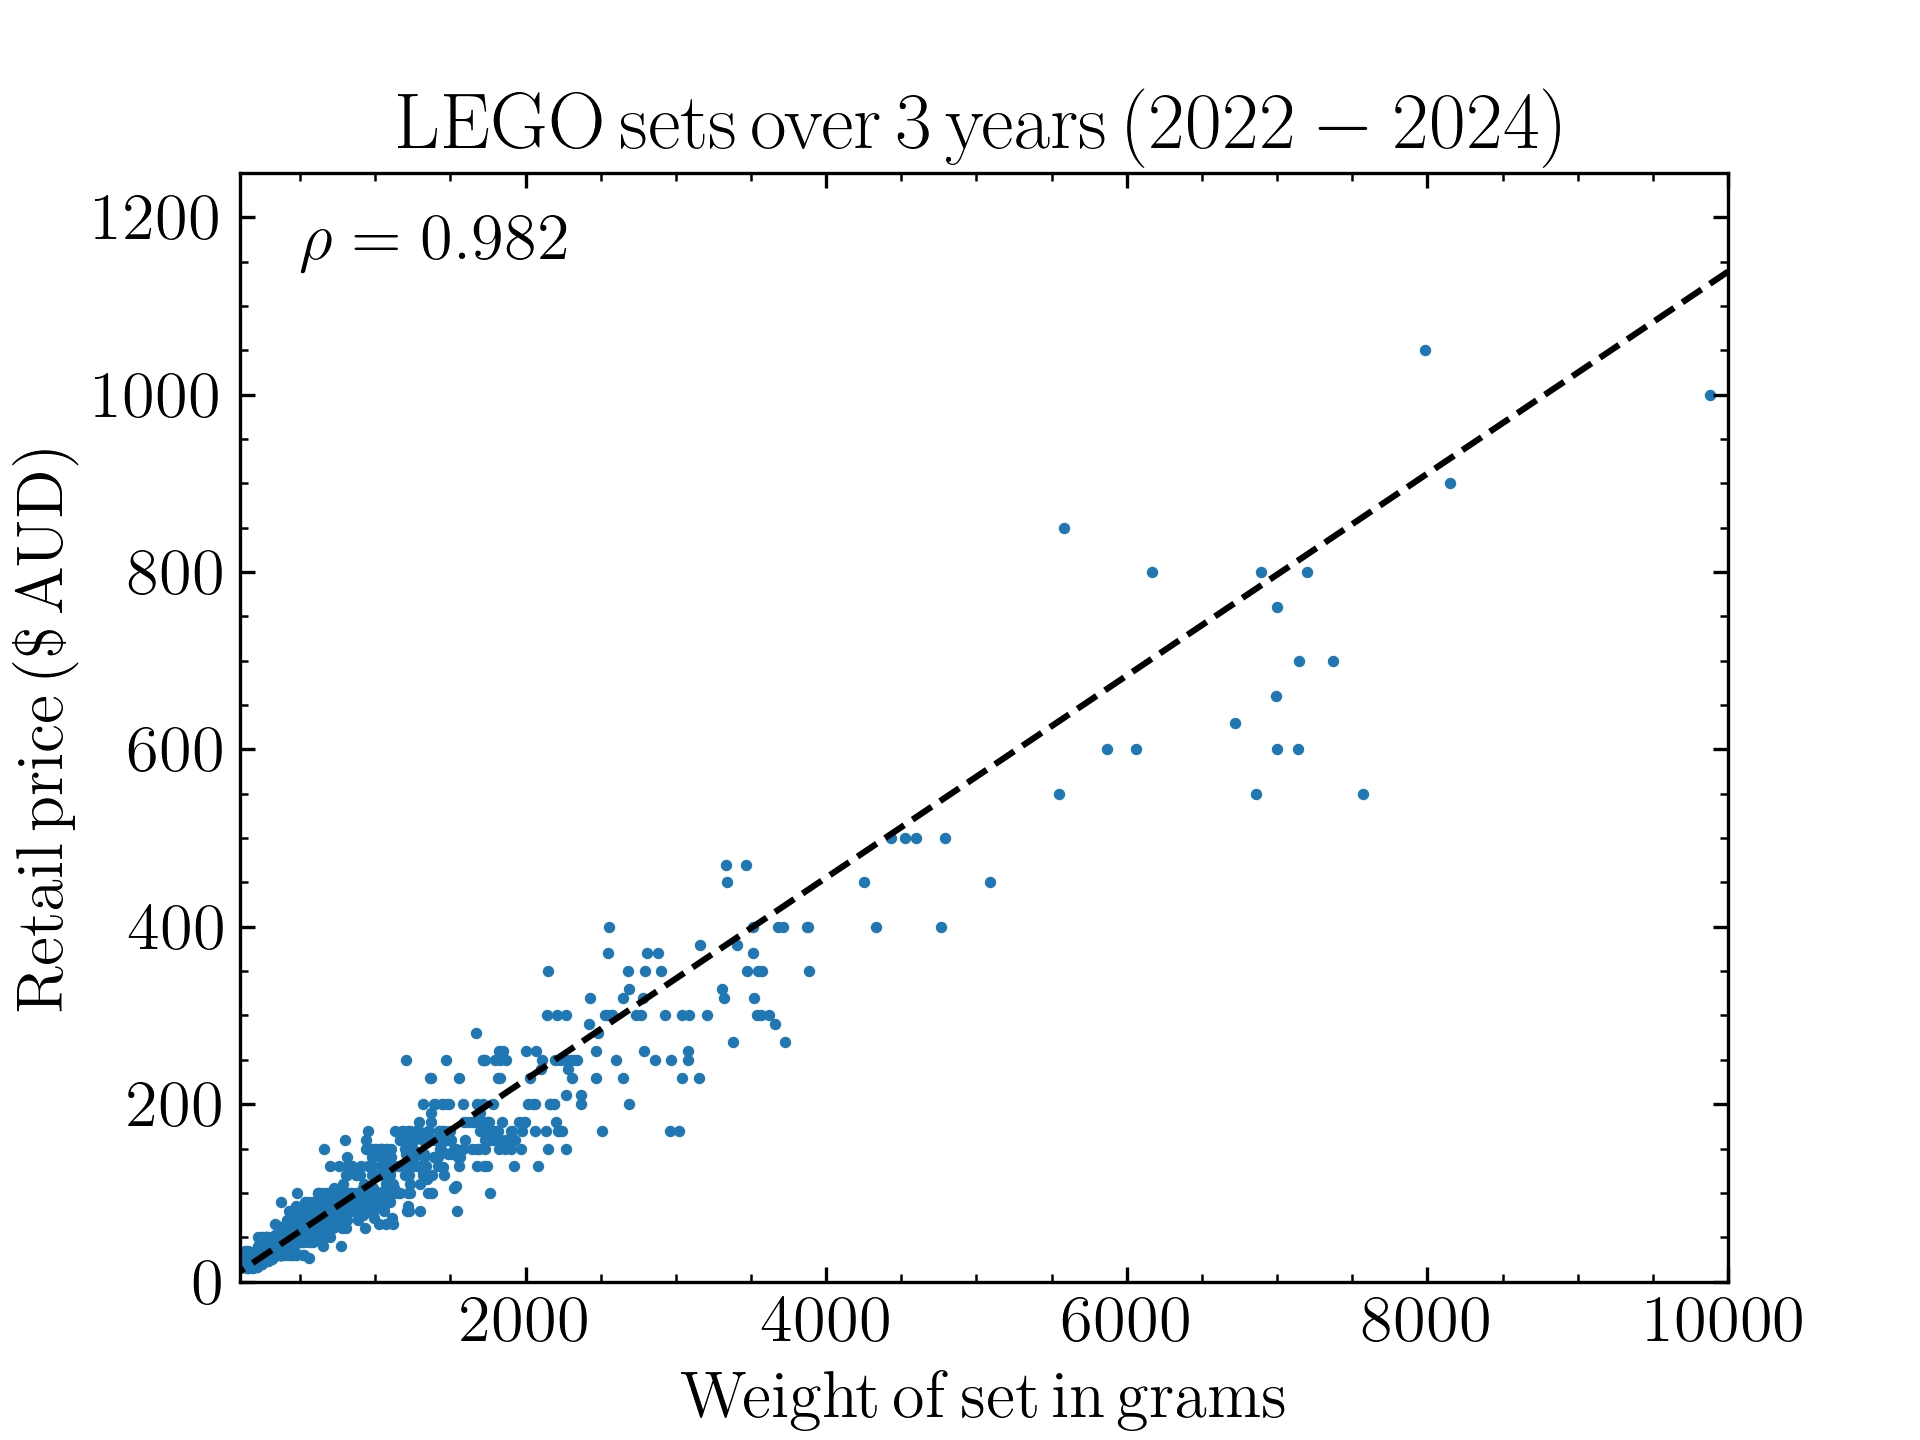 LEGO sets over 3 years (2022 − 2024)
ρ = 0.982
1200
1000
800
600
400
200
0
Retail price ($ AUD)
2000 4000 6000 8000 10000
Weight of set in grams